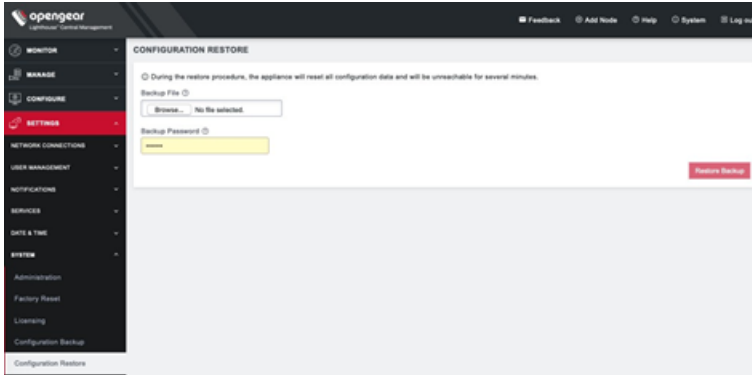 opengear
Lighthouse Central Management
Feedback
Add Node
Help
System
Log ou
MONITOR
MANAGE
CONFIGURE
SETTINGS
NETWORK CONNECTIONS
USER MANAGEMENT
NOTIFICATIONS
SERVICES
DATE & TIME
SYSTEM
Administration
Factory Reset
Licensing
Configuration Backup
Configuration Restore
CONFIGURATION RESTORE
During the restore procedure, the appliance will reset all configuration data and will be unreachable for several minutes.
Backup File
Browse... No file selected.
Backup Password
Restore Backup